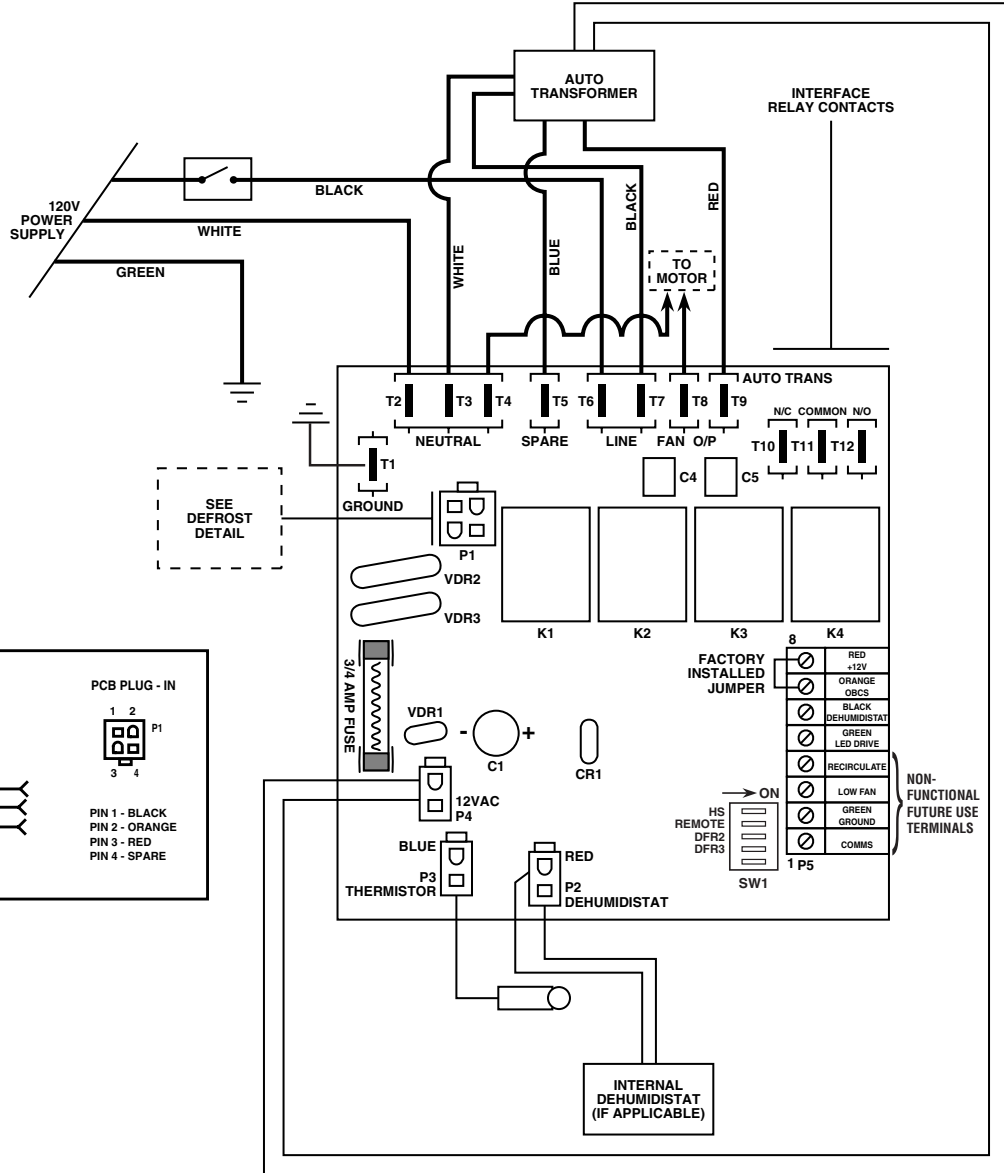 AUTO
TRANSFORMER
INTERFACE
RELAY CONTACTS
120V
POWER
SUPPLY
BLACK
WHITE
GREEN
WHITE
BLUE
BLACK
RED
TO
MOTOR
AUTO TRANS
T2
T3
T4
T5
T6
T7
T8
T9
NEUTRAL
SPARE
LINE
FAN O/P
N/C COMMON N/O
T10
T11
T12
T1
GROUND
C4
C5
SEE
DEFROST
DETAIL
P1
VDR2
VDR3
K1
K2
K3
K4
3/4 AMP FUSE
VDR1
-
+
C1
CR1
FACTORY
INSTALLED
JUMPER
8
RED
+12V
ORANGE
OBCS
BLACK
DEHUMIDISTAT
GREEN
LED DRIVE
RECIRCULATE
LOW FAN
GREEN
GROUND
COMMS
1 P5
NON-
FUNCTIONAL
FUTURE USE
TERMINALS
ON
HS
REMOTE
DFR2
DFR3
SW1
12VAC
P4
BLUE
P3
THERMISTOR
RED
P2
DEHUMIDISTAT
INTERNAL
DEHUMIDISTAT
(IF APPLICABLE)
PCB PLUG - IN
1 2
P1
3 4
PIN 1 - BLACK
PIN 2 - ORANGE
PIN 3 - RED
PIN 4 - SPARE